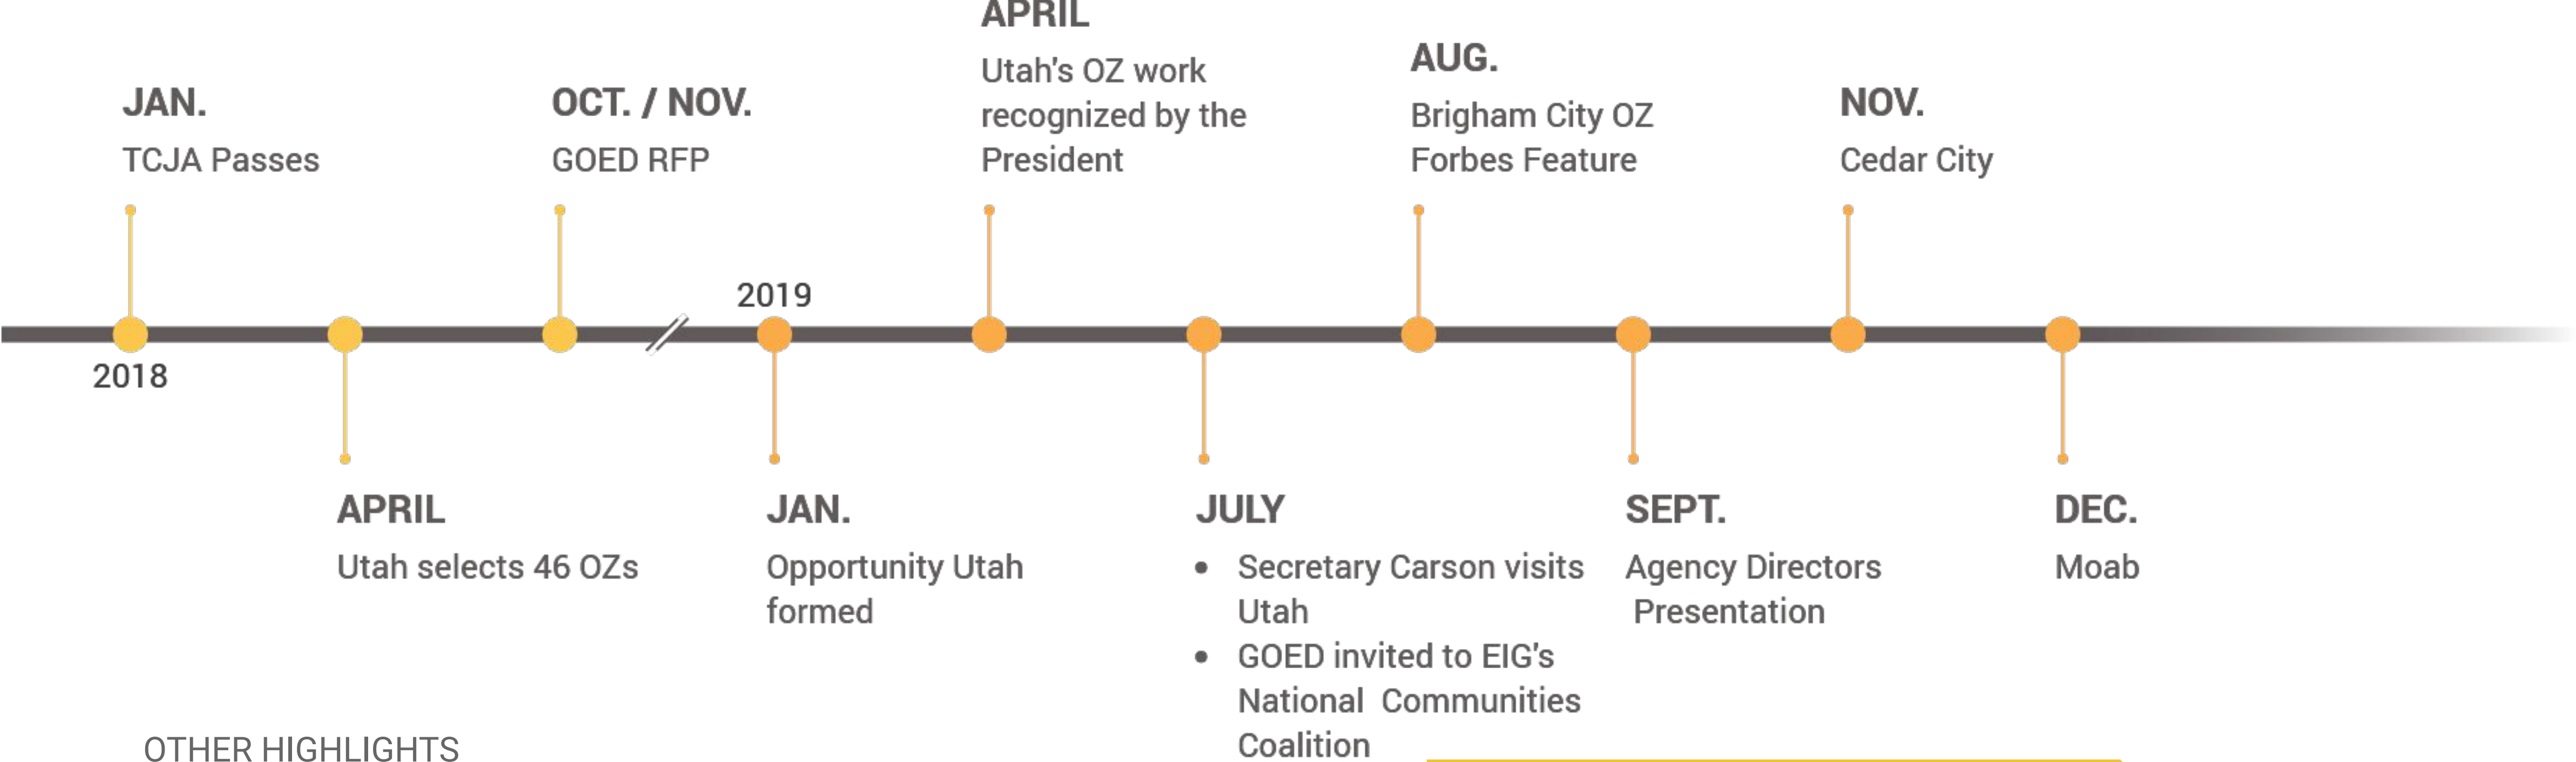 APRIL
Utah's OZ work
recognized by the
President
AUG.
Brigham City OZ
Forbes Feature
JAN.
TCJA Passes
OCT. / NOV.
GOED RFP
NOV.
Cedar City
2019
2018
APRIL
Utah selects 46 OZs
JAN.
Opportunity Utah
formed
JULY
• Secretary Carson visits
Utah
• GOED invited to EIG's
National Communities
Coalition
SEPT.
Agency Directors
Presentation
DEC.
Moab
OTHER HIGHLIGHTS